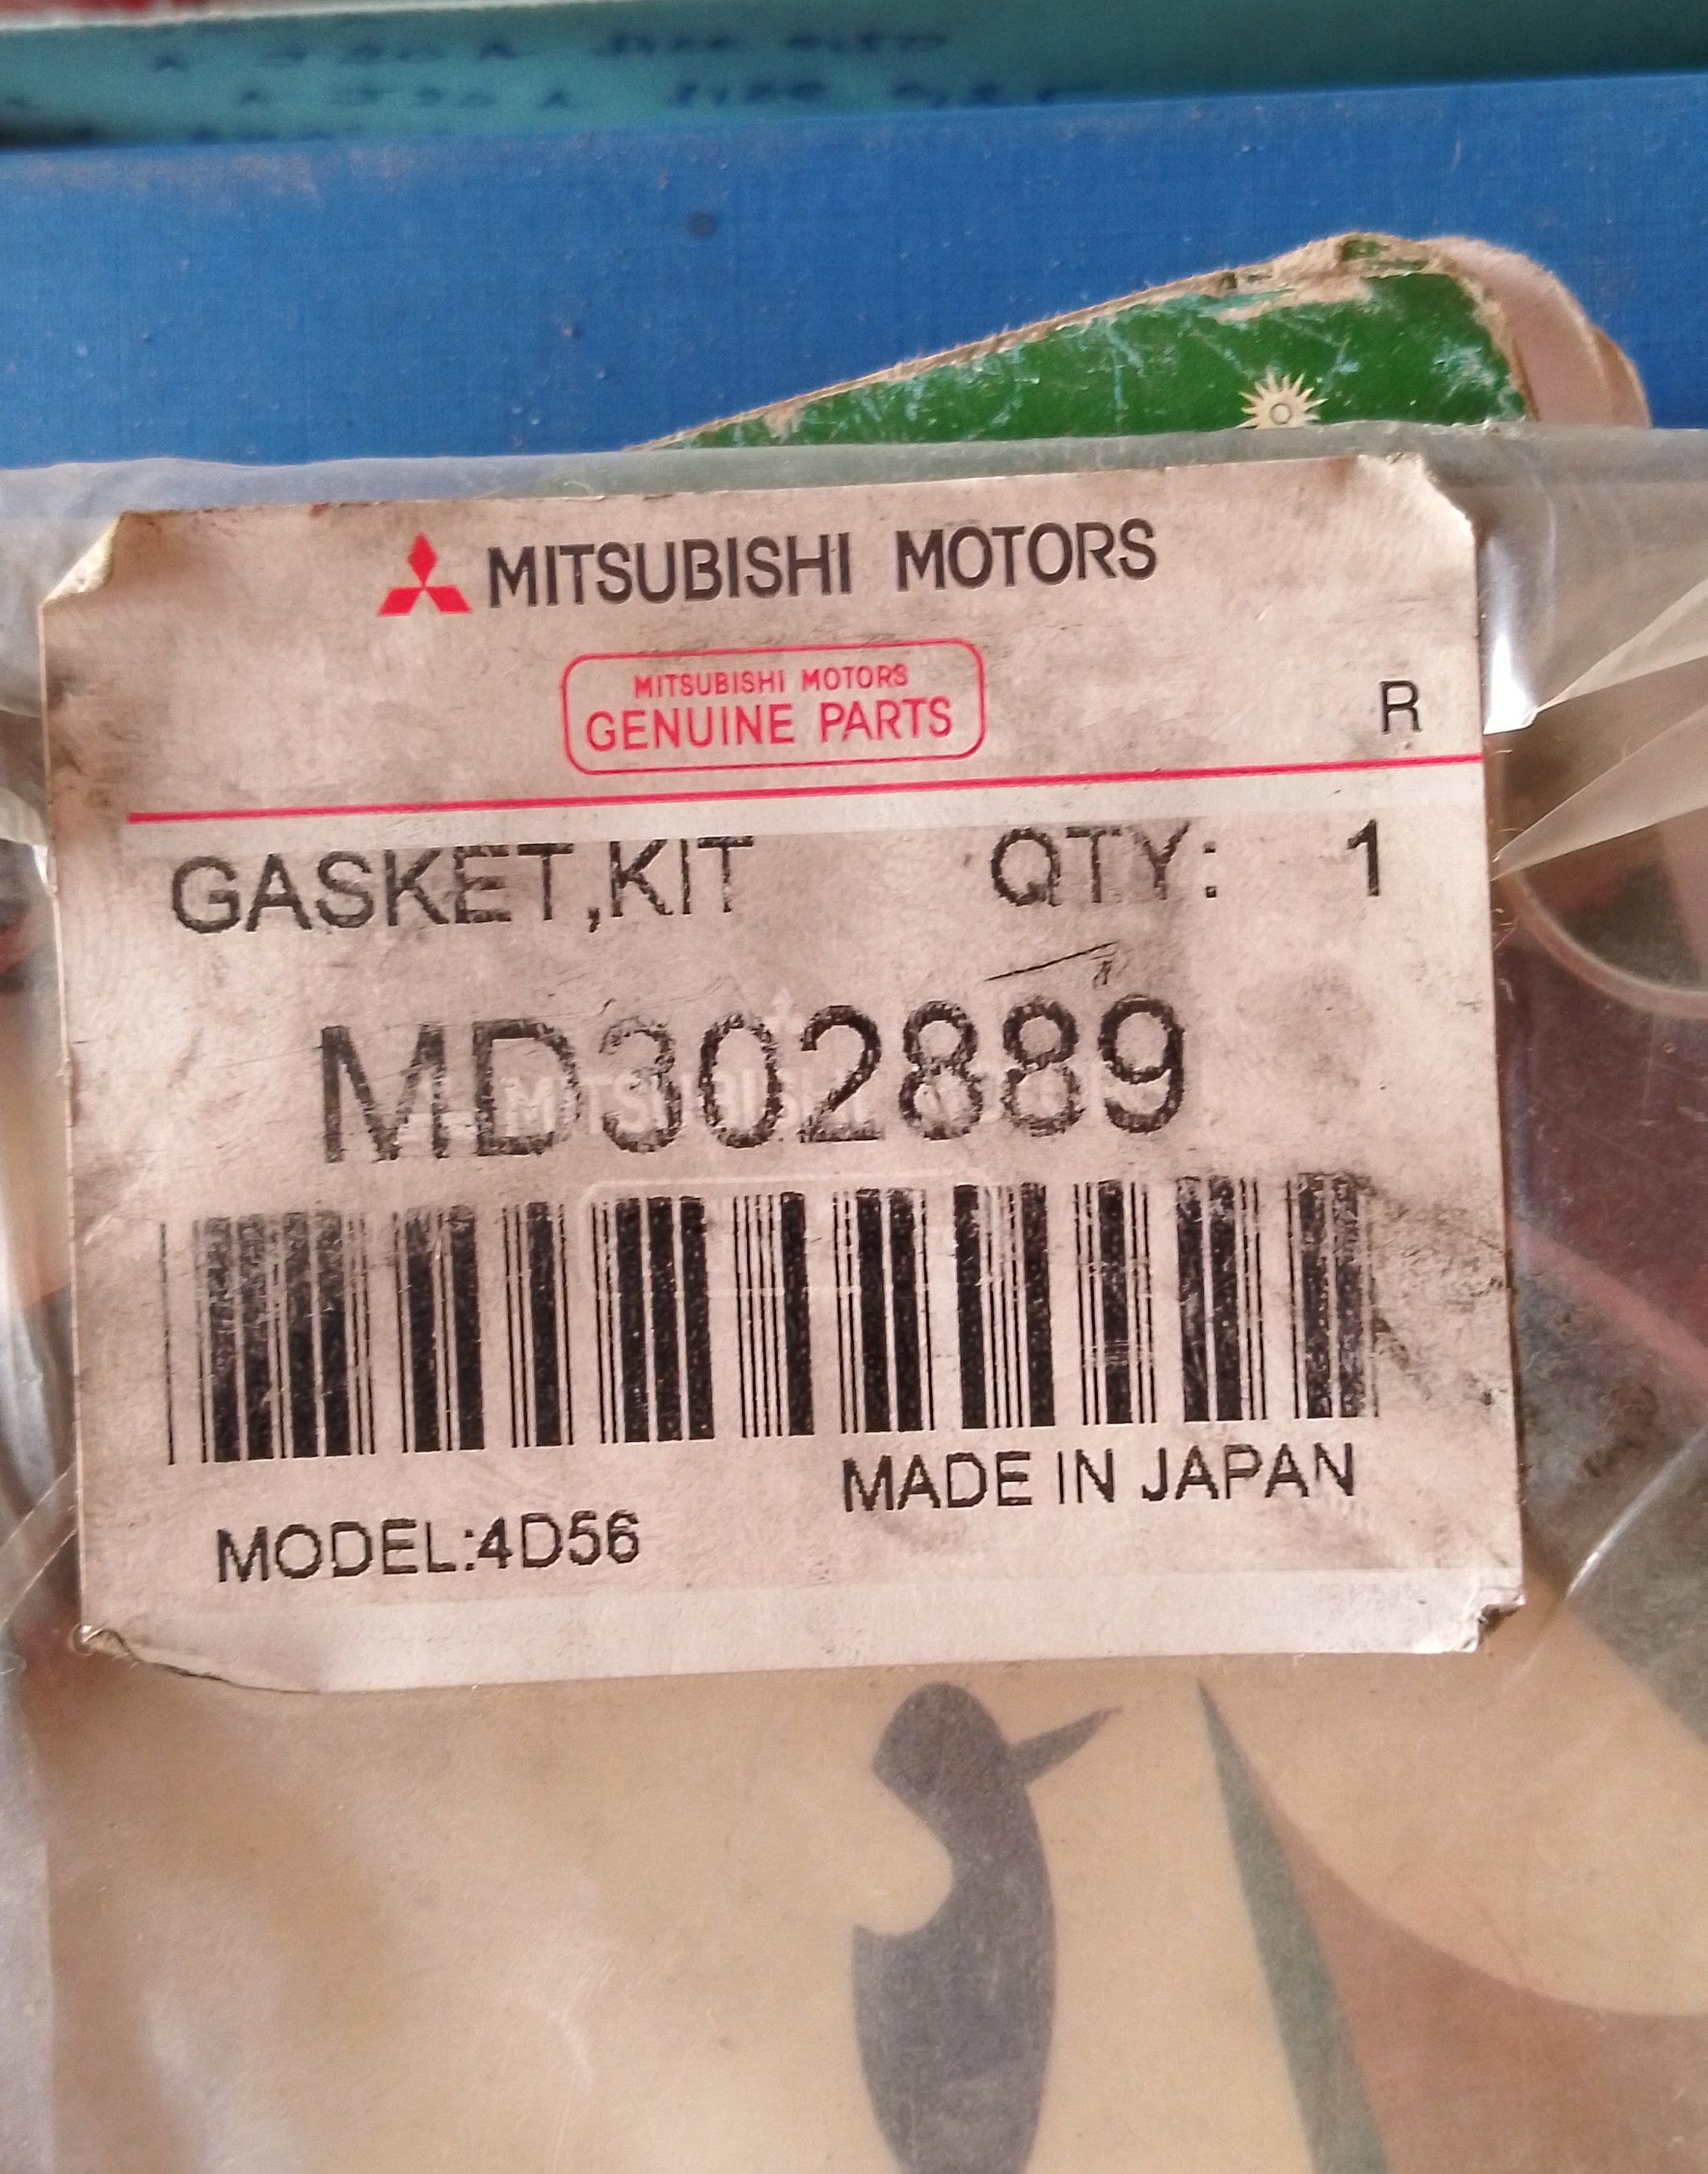 MITSUBISHI MOTORS
MITSUBISHI MOTORS
GENUINE PARTS
R
GASKET,KIT QTY: 1
MD302889
MADE IN JAPAN
MODEL:4D56